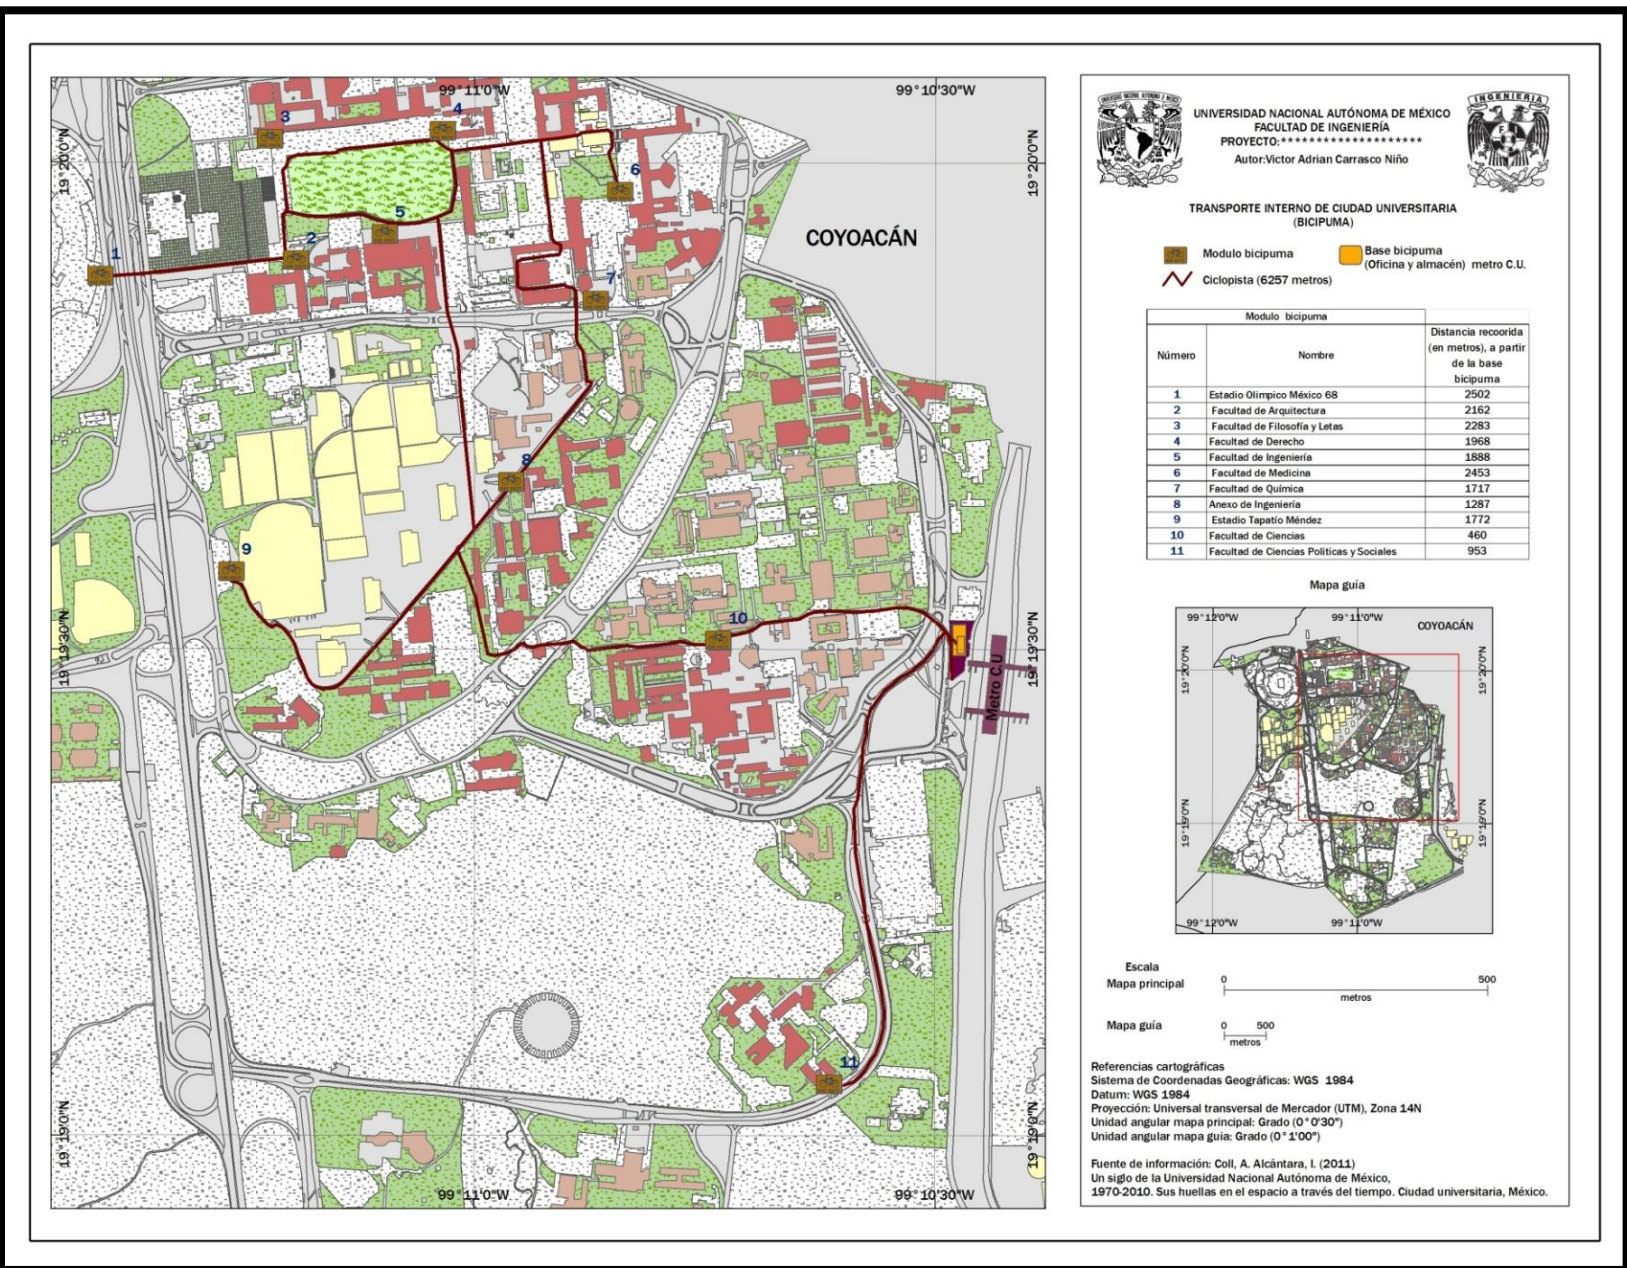 99°11'0"W
99°10'30"W
19°20'0"N
19°20'0"N
3
4
6
5
COYOACÁN
1
2
7
8
9
10
19°19'30"N
19°19'30"N
Metro C.U
11
19°19'0"N
19°19'0"N
99°11'0"W
99°10'30"W
INGENIERIA
UNIVERSIDAD NACIONAL AUTÓNOMA DE MÉXICO
FACULTAD DE INGENIERÍA
PROYECTO:********************
Autor:Victor Adrian Carrasco Niño
TRANSPORTE INTERNO DE CIUDAD UNIVERSITARIA
(BICIPUMA)
Modulo bicipuma
Base bicipuma
(Oficina y almacén) metro C.U.
Ciclopista (6257 metros)
Modulo bicipuma
Número Nombre Distancia recoorida
(en metros), a partir
de la base
bicipuma
1 Estadio Olimpico México 68 2502
2 Facultad de Arquitectura 2162
3 Facultad de Filosofía y Letas 2283
4 Facultad de Derecho 1968
5 Facultad de Ingeniería 1888
6 Facultad de Medicina 2453
7 Facultad de Química 1717
8 Anexo de Ingeniería 1287
9 Estadio Tapatío Méndez 1772
10 Facultad de Ciencias 460
11 Facultad de Ciencias Politicas y Sociales 953
Mapa guía
99°12'0"W
99°11'0"W
COYOACÁN
19°20'0"N
19°20'0"N
19°19'0"N
19°19'0"N
99°12'0"W
99°11'0"W
Escala
Mapa principal
0 500
metros
Mapa guía
0 500
metros
Referencias cartográficas
Sistema de Coordenadas Geográficas: WGS 1984
Datum: WGS 1984
Proyección: Universal transversal de Mercador (UTM), Zona 14N
Unidad angular mapa principal: Grado (0°0'30")
Unidad angular mapa guia: Grado (0°1'00")
Fuente de información: Coll, A. Alcántara, I. (2011)
Un siglo de la Universidad Nacional Autónoma de México,
1970-2010. Sus huellas en el espacio a través del tiempo. Ciudad universitaria, México.